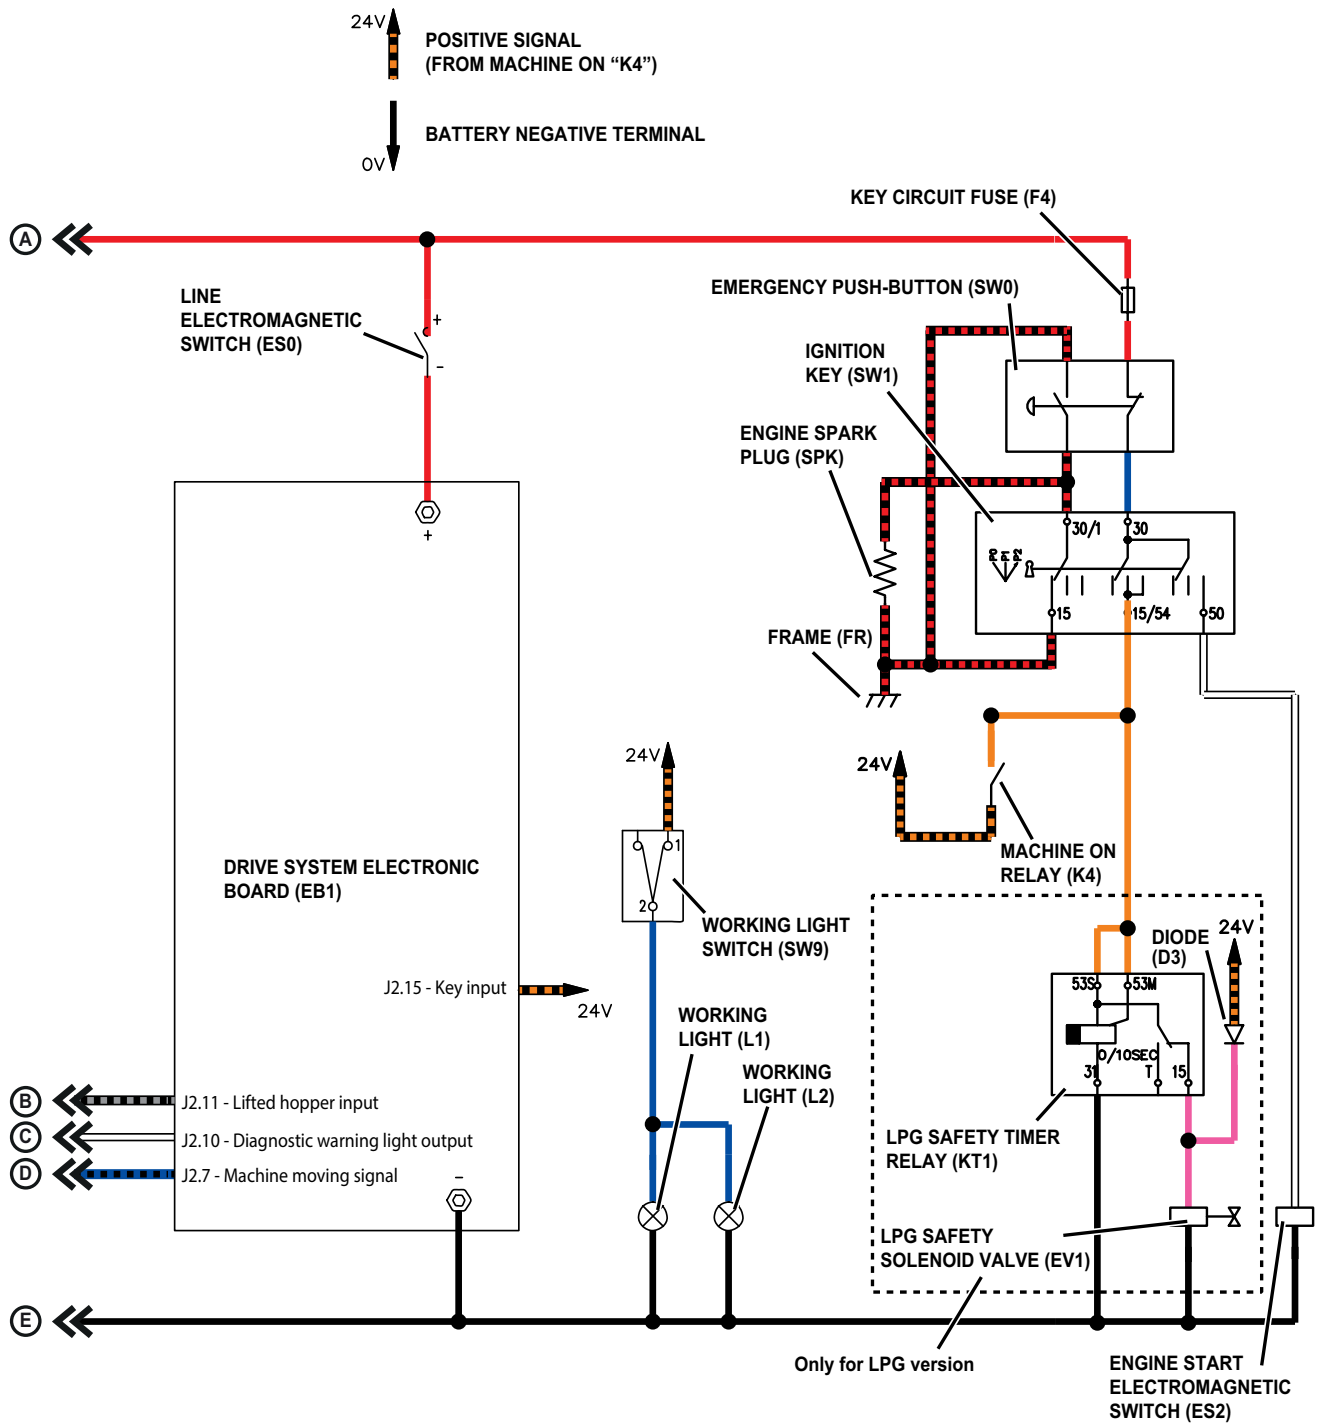 24V
POSITIVE SIGNAL
(FROM MACHINE ON “K4”)
BATTERY NEGATIVE TERMINAL
0V
KEY CIRCUIT FUSE (F4)
A
EMERGENCY PUSH-BUTTON (SW0)
LINE
ELECTROMAGNETIC
SWITCH (ES0)
+
-
IGNITION
KEY (SW1)
ENGINE SPARK
PLUG (SPK)
+
30/1
30
P0
P1
P2
15
15/54
50
FRAME (FR)
24V
24V
1
2
DRIVE SYSTEM ELECTRONIC
BOARD (EB1)
MACHINE ON
RELAY (K4)
WORKING LIGHT
SWITCH (SW9)
DIODE
(D3)
24V
53S
53M
J2.15 - Key input
24V
WORKING
LIGHT (L1)
0/10SEC
31
T
15
WORKING
LIGHT (L2)
B
J2.11 - Lifted hopper input
C
J2.10 - Diagnostic warning light output
D
J2.7 - Machine moving signal
-
LPG SAFETY TIMER
RELAY (KT1)
LPG SAFETY
SOLENOID VALVE (EV1)
E
Only for LPG version
ENGINE START
ELECTROMAGNETIC
SWITCH (ES2)